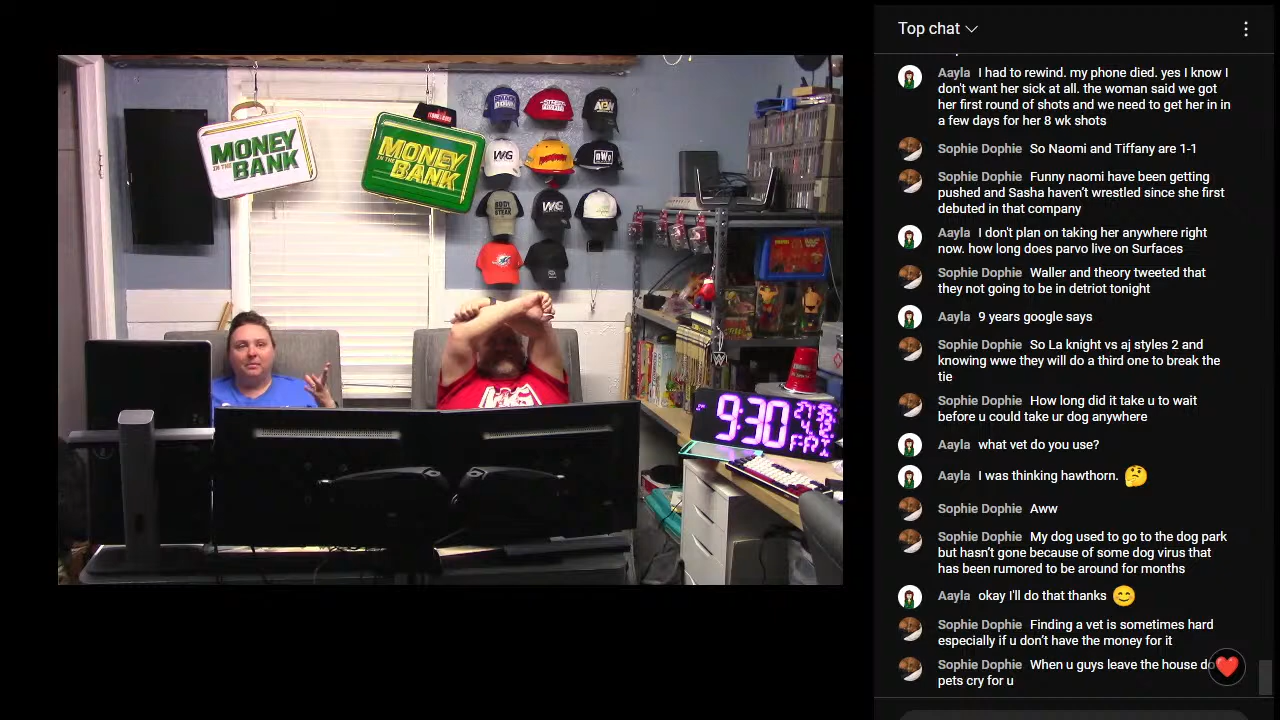 Top chat
Aayla I had to rewind. my phone died. yes I know I
don't want her sick at all. the woman said we got
her first round of shots and we need to get her in in
a few days for her 8 wk shots
Sophie Dophie So Naomi and Tiffany are 1-1
Sophie Dophie Funny naomi have been getting
pushed and Sasha haven't wrestled since she first
debuted in that company
Aayla I don't plan on taking her anywhere right
now. how long does parvo live on Surfaces
Sophie Dophie Waller and theory tweeted that
they not going to be in detriot tonight
Aayla 9 years google says
Sophie Dophie So La knight vs aj styles 2 and
knowing wwe they will do a third one to break the
tie
Sophie Dophie How long did it take u to wait
before u could take ur dog anywhere
Aayla what vet do you use?
Aayla I was thinking hawthorn. 🤔
Sophie Dophie Aww
Sophie Dophie My dog used to go to the dog park
but hasn't gone because of some dog virus that
has been rumored to be around for months
Aayla okay I'll do that thanks 😊
Sophie Dophie Finding a vet is sometimes hard
especially if u don't have the money for it
Sophie Dophie When u guys leave the house do
pets cry for u
MONEY
IN THE BANK
MONEY
IN THE BANK
nWo
9:30
FRI